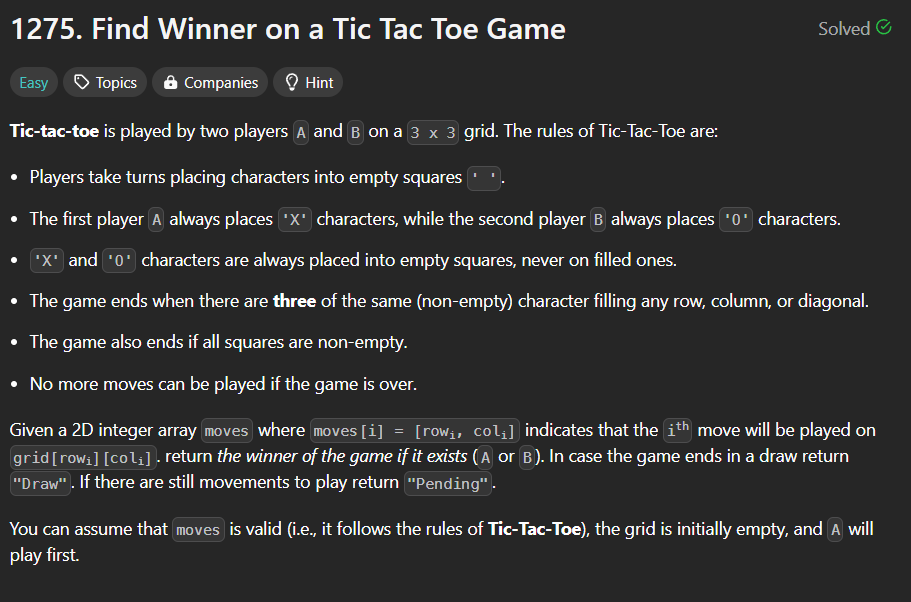 1275. Find Winner on a Tic Tac Toe Game
Solved
Easy
Topics
Companies
Hint
Tic-tac-toe is played by two players A and B on a 3 x 3 grid. The rules of Tic-Tac-Toe are:
• Players take turns placing characters into empty squares ' '.
• The first player A always places 'X' characters, while the second player B always places 'O' characters.
• 'X' and 'O' characters are always placed into empty squares, never on filled ones.
• The game ends when there are three of the same (non-empty) character filling any row, column, or diagonal.
• The game also ends if all squares are non-empty.
• No more moves can be played if the game is over.
Given a 2D integer array moves where moves[i] = [rowᵢ, colᵢ] indicates that the iᵗʰ move will be played on
grid[rowᵢ][colᵢ]. return the winner of the game if it exists (A or B). In case the game ends in a draw return
"Draw". If there are still movements to play return "Pending".
You can assume that moves is valid (i.e., it follows the rules of Tic-Tac-Toe), the grid is initially empty, and A will
play first.